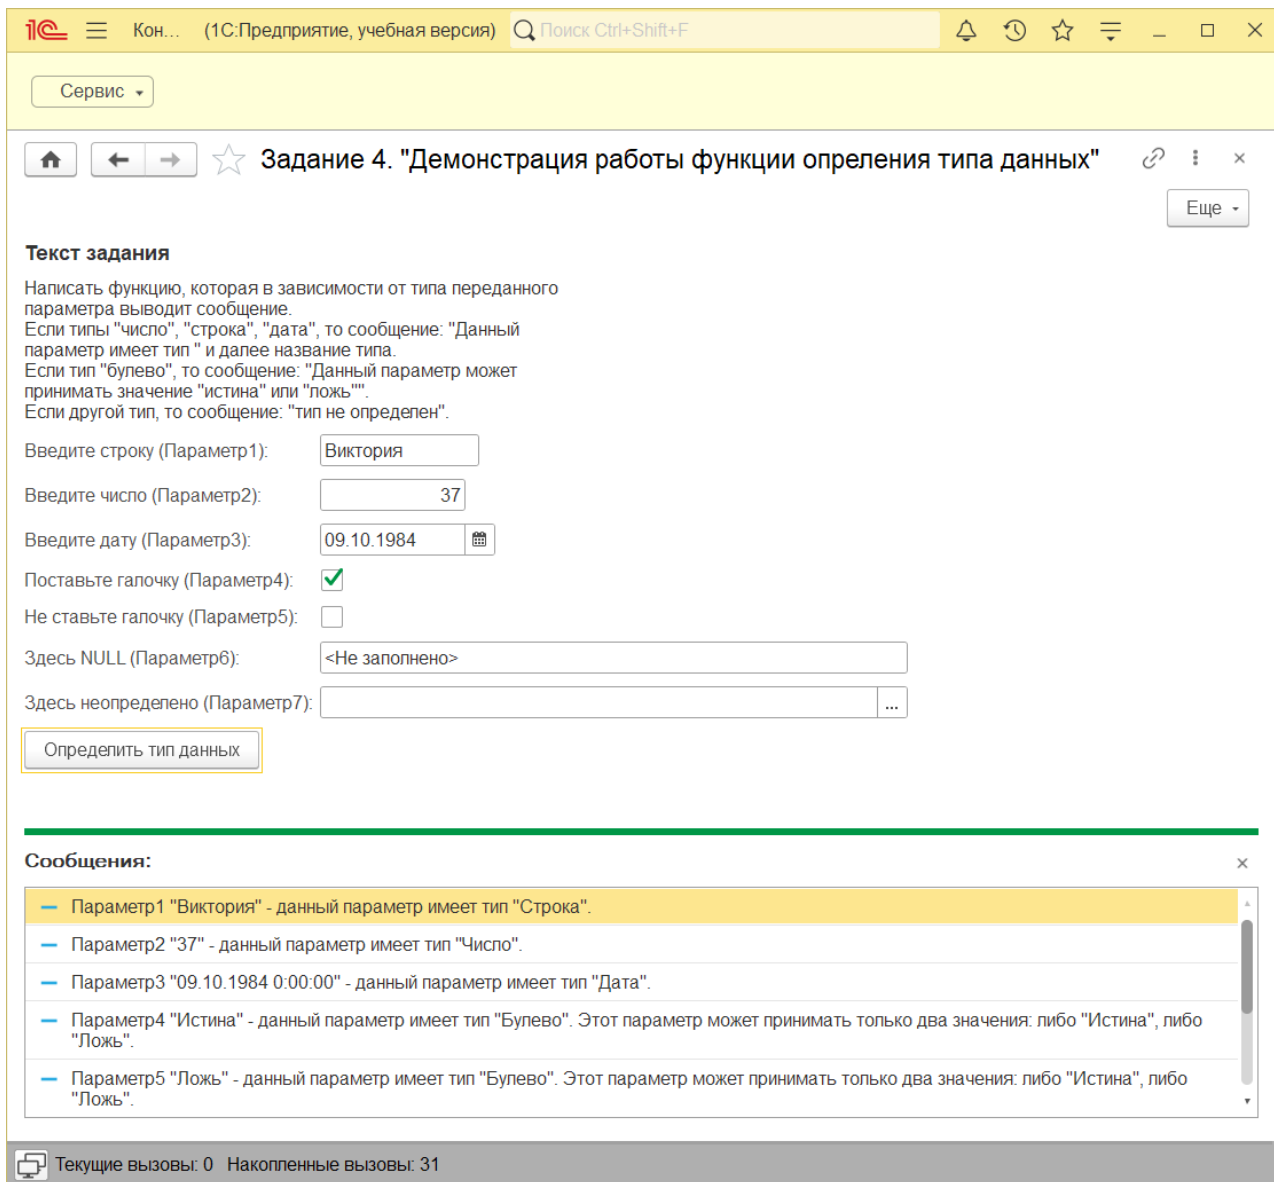 1С Кон... (1С:Предприятие, учебная версия) Поиск Ctrl+Shift+F
Сервис
Задание 4. "Демонстрация работы функции опреления типа данных"
Еще
Текст задания
Написать функцию, которая в зависимости от типа переданного
параметра выводит сообщение.
Если типы "число", "строка", "дата", то сообщение: "Данный
параметр имеет тип " и далее название типа.
Если тип "булево", то сообщение: "Данный параметр может
принимать значение "истина" или "ложь"".
Если другой тип, то сообщение: "тип не определен".
Введите строку (Параметр1): Виктория
Введите число (Параметр2): 37
Введите дату (Параметр3): 09.10.1984
Поставьте галочку (Параметр4):
Не ставьте галочку (Параметр5):
Здесь NULL (Параметр6): <Не заполнено>
Здесь неопределено (Параметр7): ...
Определить тип данных
Сообщения:
Параметр1 "Виктория" - данный параметр имеет тип "Строка".
Параметр2 "37" - данный параметр имеет тип "Число".
Параметр3 "09.10.1984 0:00:00" - данный параметр имеет тип "Дата".
Параметр4 "Истина" - данный параметр имеет тип "Булево". Этот параметр может принимать только два значения: либо "Истина", либо
"Ложь".
Параметр5 "Ложь" - данный параметр имеет тип "Булево". Этот параметр может принимать только два значения: либо "Истина", либо
"Ложь".
Текущие вызовы: 0 Накопленные вызовы: 31